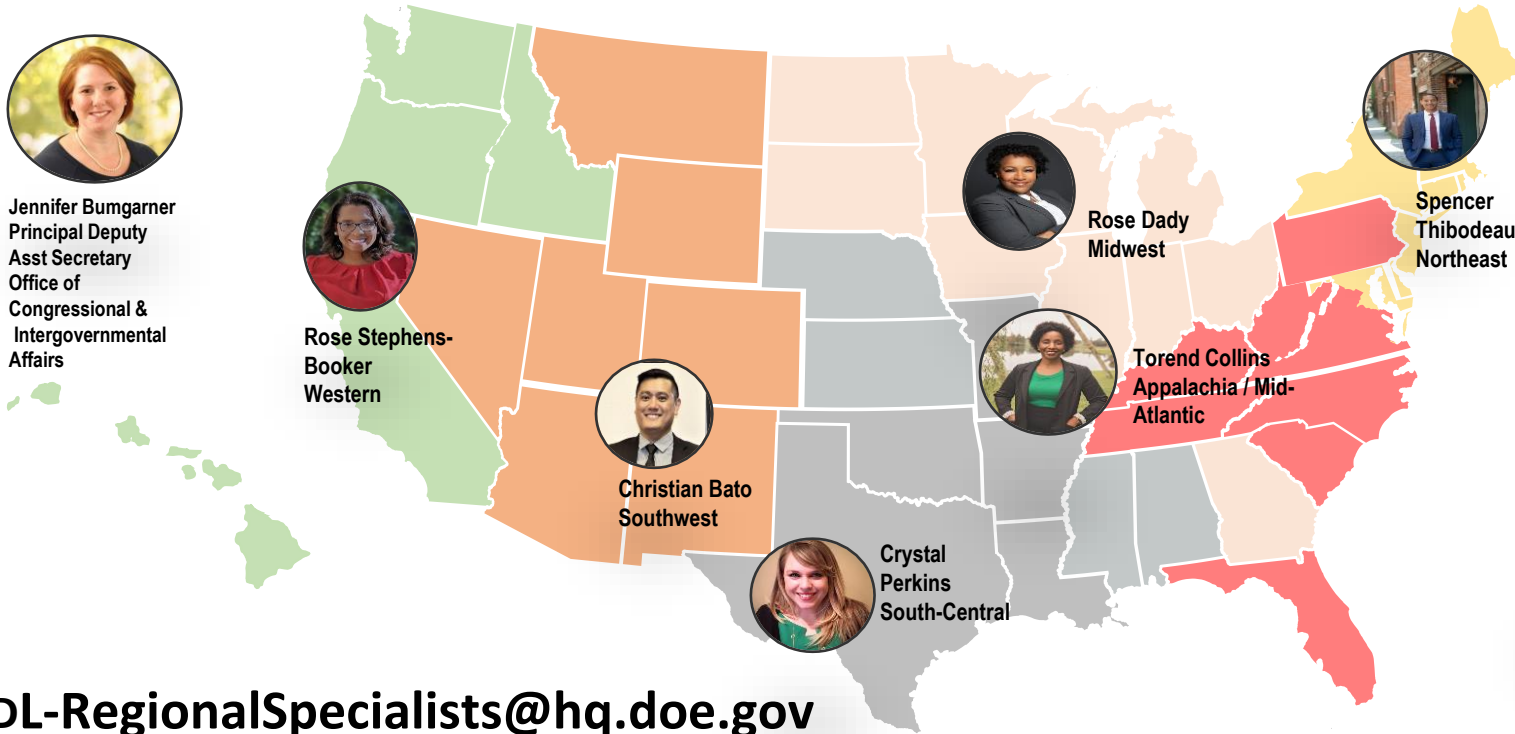 Jennifer Bumgarner
Principal Deputy
Asst Secretary
Office of
Congressional &
Intergovernmental
Affairs
Rose Stephens-
Booker
Western
Christian Bato
Southwest
Crystal
Perkins
South-Central
Rose Dady
Midwest
Torend Collins
Appalachia / Mid-
Atlantic
Spencer
Thibodeau
Northeast
DL-RegionalSpecialists@hq.doe.gov